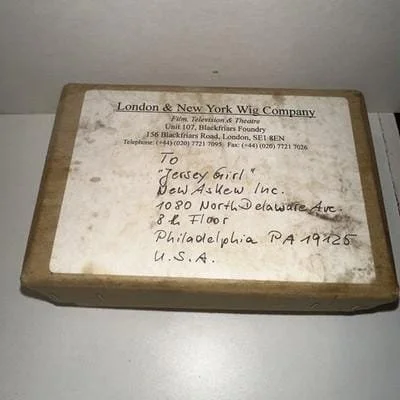 London & New York Wig Company
Film, Television & Theatre
Unit 107, Blackfriars Foundry
156 Blackfriars Road, London, SE1 8EN
Telephone: (+44) (020) 7721 7095 Fax: (+44) (020) 7721 7026
To
"Jersey Girl"
New Askew Inc.
1080 North Delaware Ave.
8th Floor
Philadelphia PA 19125
U.S.A.